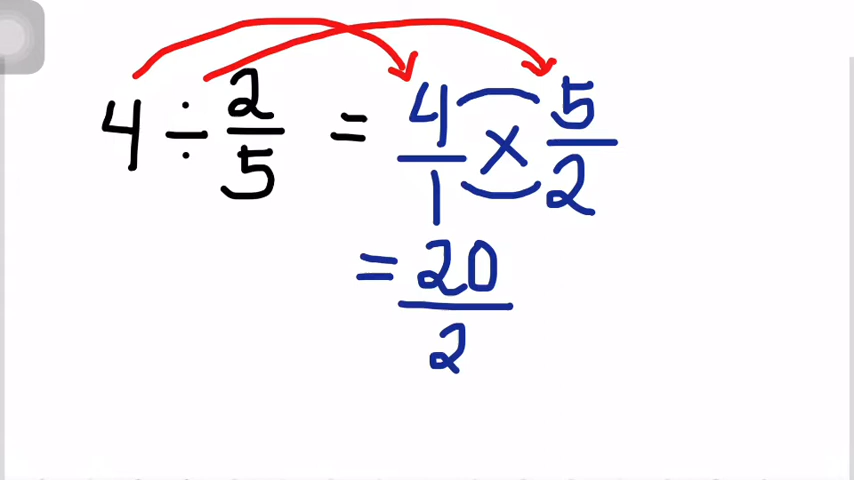 4 ÷ 2/5 = 4/1 × 5/2
= 20/2